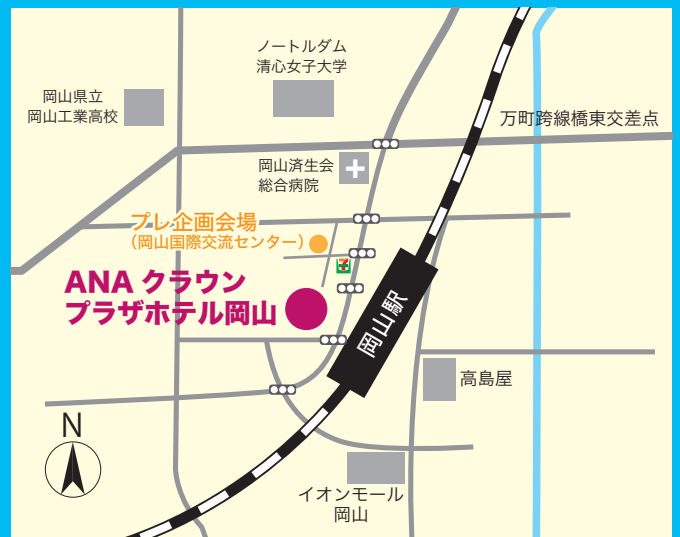 ノートルダム
清心女子大学
岡山県立
岡山工業高校
万町跨線橋東交差点
岡山済生会
総合病院
プレ企画会場
（岡山国際交流センター）
7
ANA クラウン
プラザホテル岡山
岡山駅
高島屋
N
イオンモール
岡山